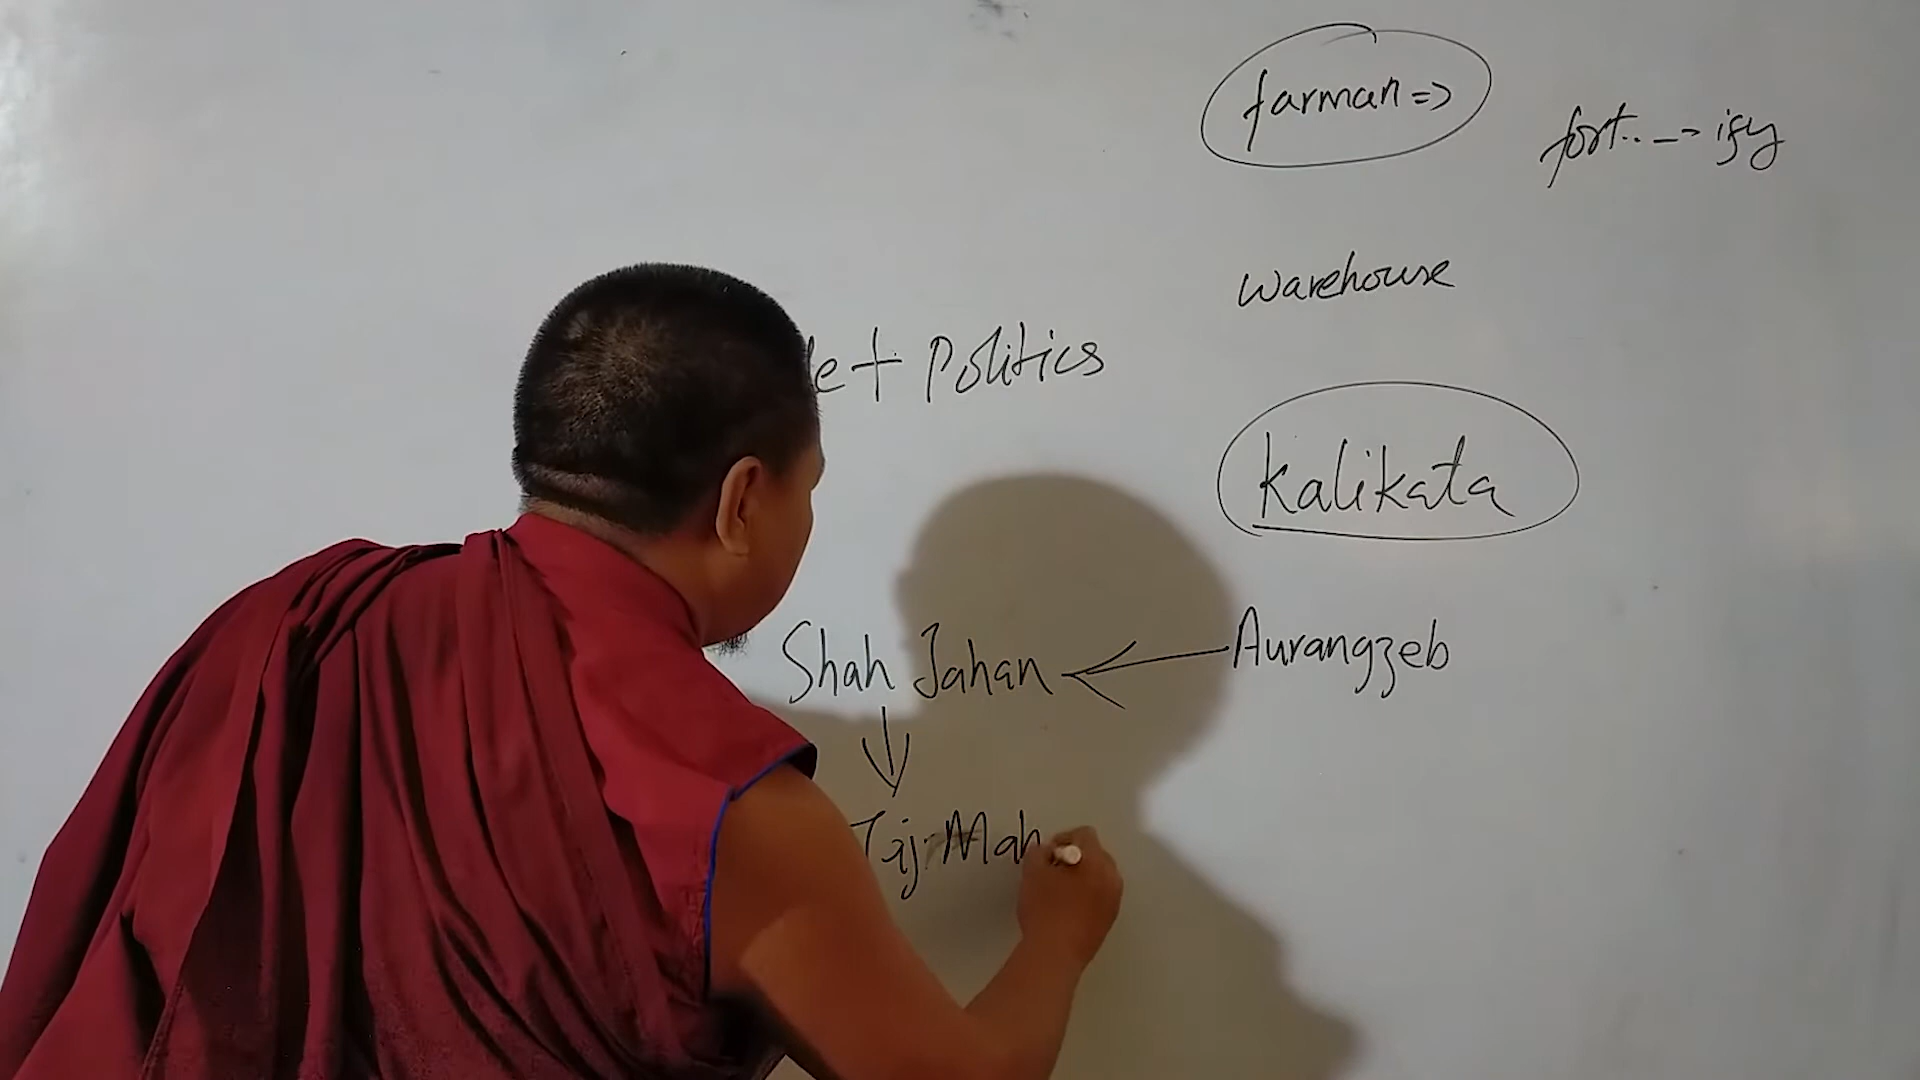 farman =>
fort.. -> ify
warehouse
e + Politics
Kalikata
Shah Jahan ← Aurangzeb
↓
Taj Mah